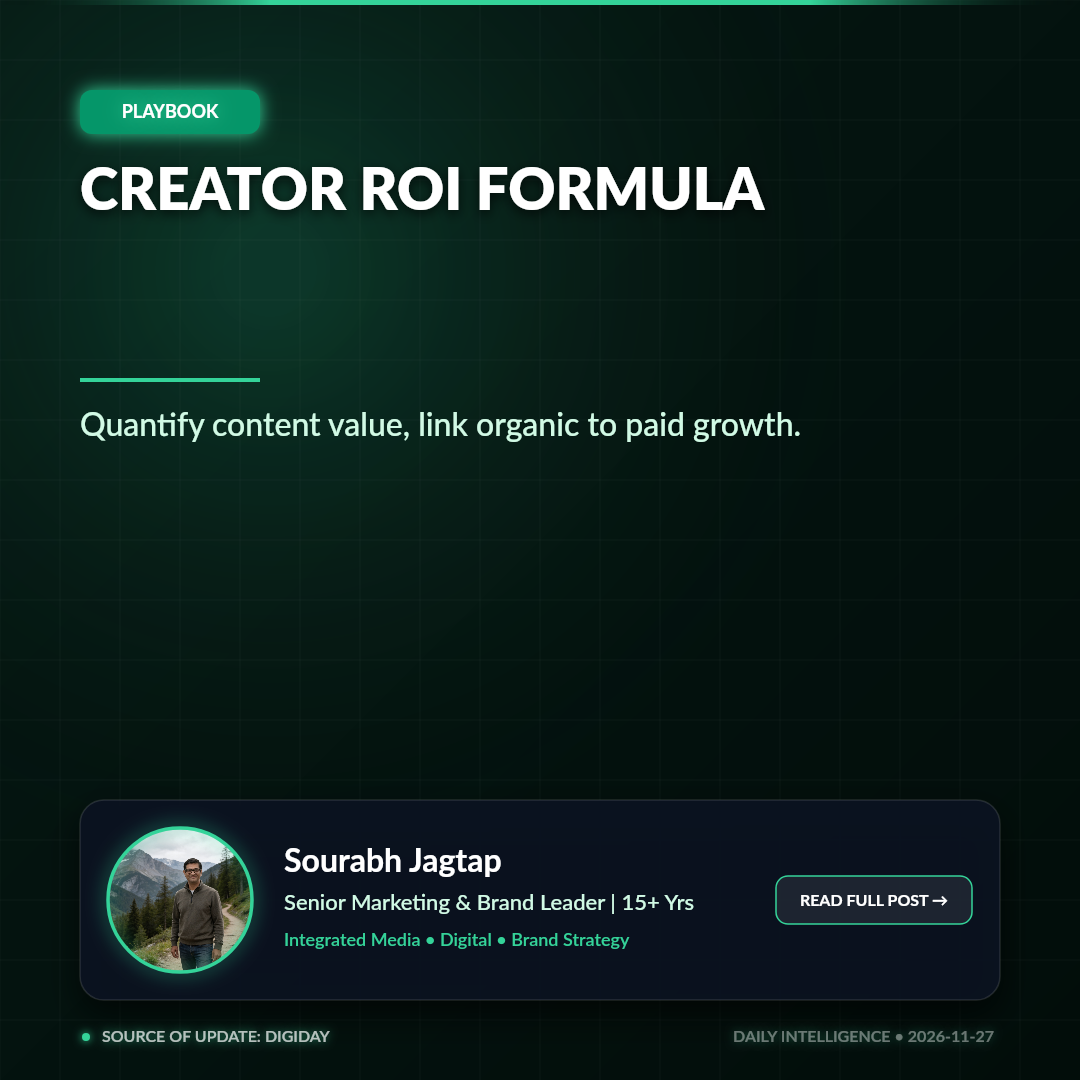 PLAYBOOK
CREATOR ROI FORMULA
Quantify content value, link organic to paid growth.
Sourabh Jagtap
Senior Marketing & Brand Leader | 15+ Yrs
Integrated Media • Digital • Brand Strategy
READ FULL POST →
SOURCE OF UPDATE: DIGIDAY
DAILY INTELLIGENCE • 2026-11-27